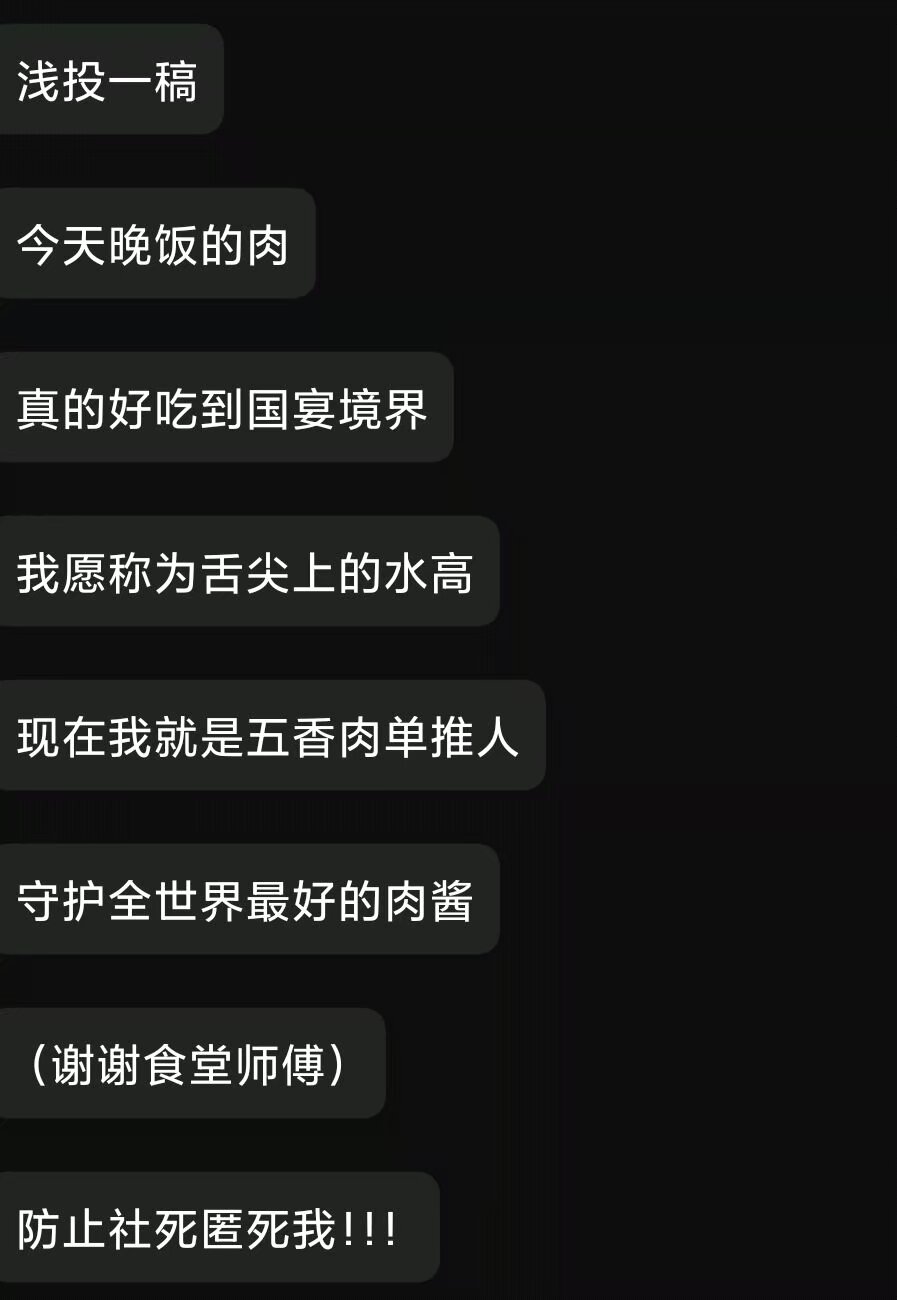 浅投一稿
今天晚饭的肉
真的好吃到国宴境界
我愿称为舌尖上的水高
现在我就是五香肉单推人
守护全世界最好的肉酱
（谢谢食堂师傅）
防止社死匿死我!!!